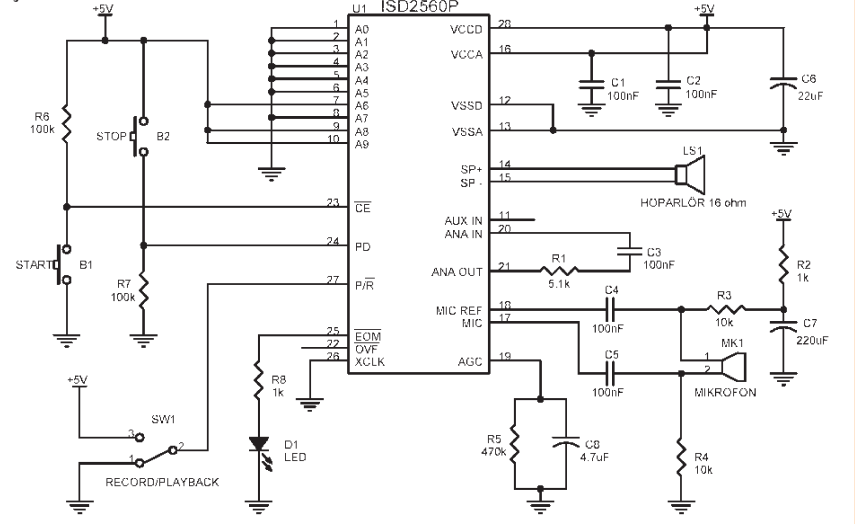 +5V
U1
ISD2560P
+5V
1 A0
2 A1
3 A2
4 A3
5 A4
6 A5
7 A6
8 A7
9 A8
10 A9
28 VCCD
16 VCCA
12 VSSD
13 VSSA
14 SP+
15 SP -
11 AUX IN
20 ANA IN
21 ANA OUT
18 MIC REF
17 MIC
19 AGC
23 CE
24 PD
27 P/R
25 EOM
22 OVF
26 XCLK
R6
100k
STOP
B2
START
B1
R7
100k
C1
100nF
C2
100nF
C6
22uF
LS1
HOPARLÖR 16 ohm
+5V
C3
100nF
R1
5.1k
R2
1k
C4
100nF
R3
10k
C7
220uF
C5
100nF
MK1
1
2
MIKROFON
R8
1k
+5V
SW1
3
2
1
RECORD/PLAYBACK
D1
LED
R5
470k
C8
4.7uF
R4
10k